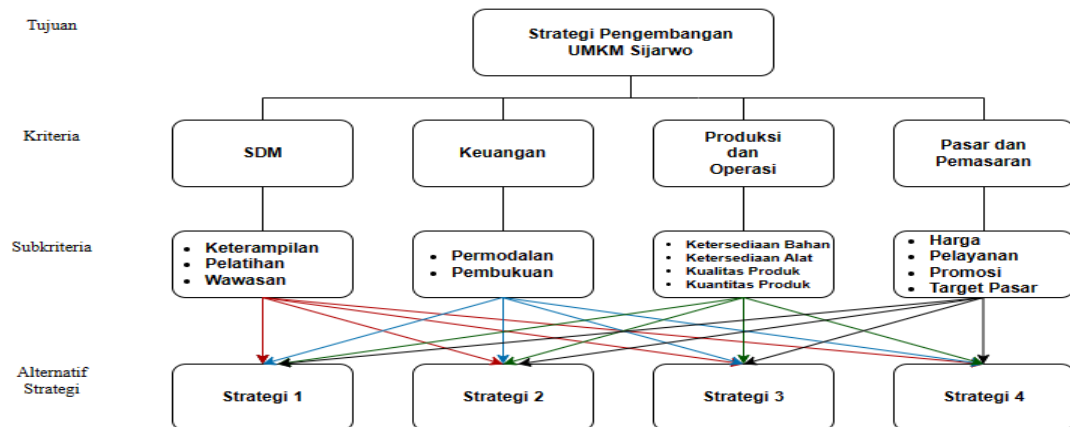 Tujuan
Strategi Pengembangan
UMKM Sijarwo
Kriteria
SDM
Keuangan
Produksi
dan
Operasi
Pasar dan
Pemasaran
Subkriteria
• Keterampilan
• Pelatihan
• Wawasan
• Permodalan
• Pembukuan
• Ketersediaan Bahan
• Ketersediaan Alat
• Kualitas Produk
• Kuantitas Produk
• Harga
• Pelayanan
• Promosi
• Target Pasar
Alternatif
Strategi
Strategi 1
Strategi 2
Strategi 3
Strategi 4